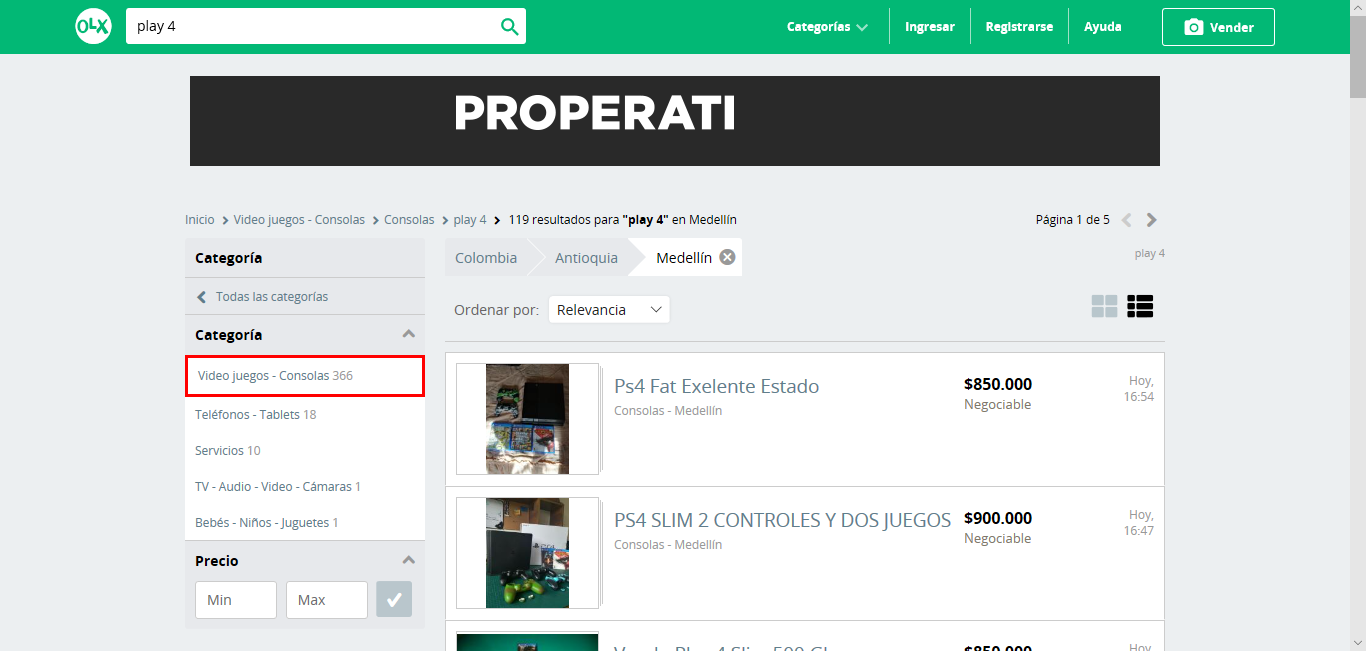 OLX
play 4
Categorías
Ingresar
Registrarse
Ayuda
Vender
PROPERATI
Inicio > Video juegos - Consolas > Consolas > play 4 > 119 resultados para "play 4" en Medellín
Página 1 de 5
Categoría
Todas las categorías
Categoría
Video juegos - Consolas 366
Teléfonos - Tablets 18
Servicios 10
TV - Audio - Video - Cámaras 1
Bebés - Niños - Juguetes 1
Precio
Min
Max
Colombia
Antioquia
Medellín
play 4
Ordenar por:
Relevancia
Ps4 Fat Exelente Estado
Consolas - Medellín
$850.000
Negociable
Hoy,
16:54
PS4 SLIM 2 CONTROLES Y DOS JUEGOS
Consolas - Medellín
$900.000
Negociable
Hoy,
16:47
Play 4 Slim 500
$850.000
Hoy,